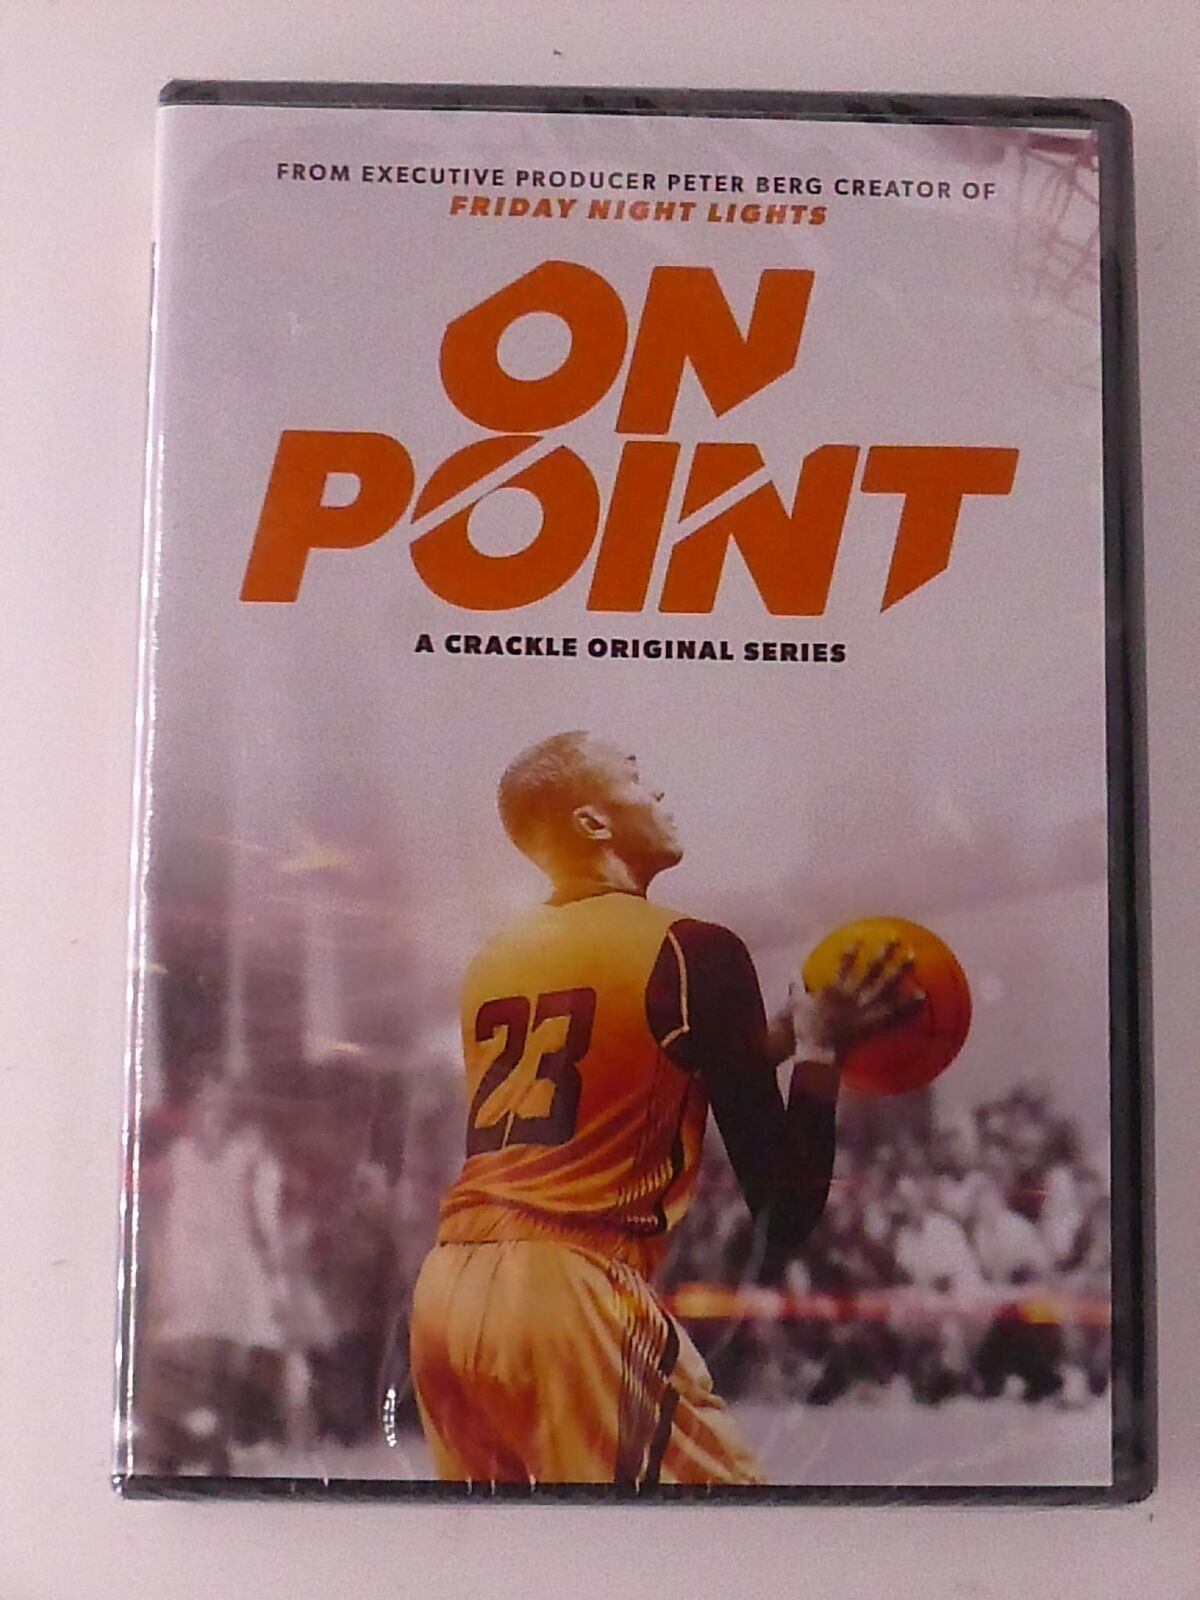 FROM EXECUTIVE PRODUCER PETER BERG CREATOR OF
FRIDAY NIGHT LIGHTS
ON
POINT
A CRACKLE ORIGINAL SERIES
23